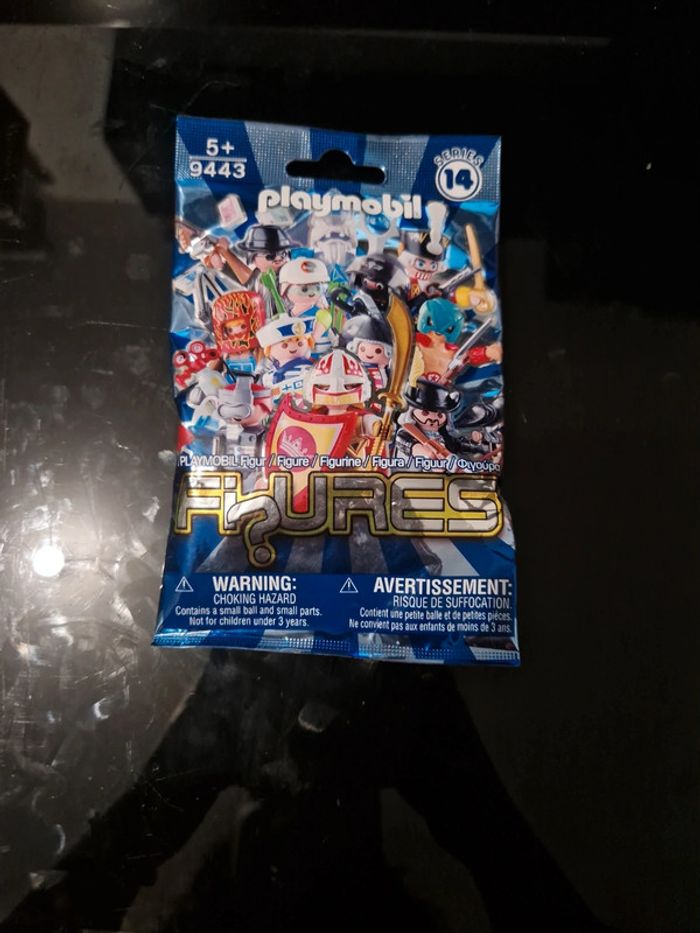 5+
9443
SERIES
14
playmobil
PLAYMOBIL Figur / Figure / Figurine / Figura / Figuur / Φιγούρα
Fi?URES
WARNING:
CHOKING HAZARD
Contains a small ball and small parts.
Not for children under 3 years.
AVERTISSEMENT:
RISQUE DE SUFFOCATION.
Contient une petite balle et de petites pièces.
Ne convient pas aux enfants de moins de 3 ans.